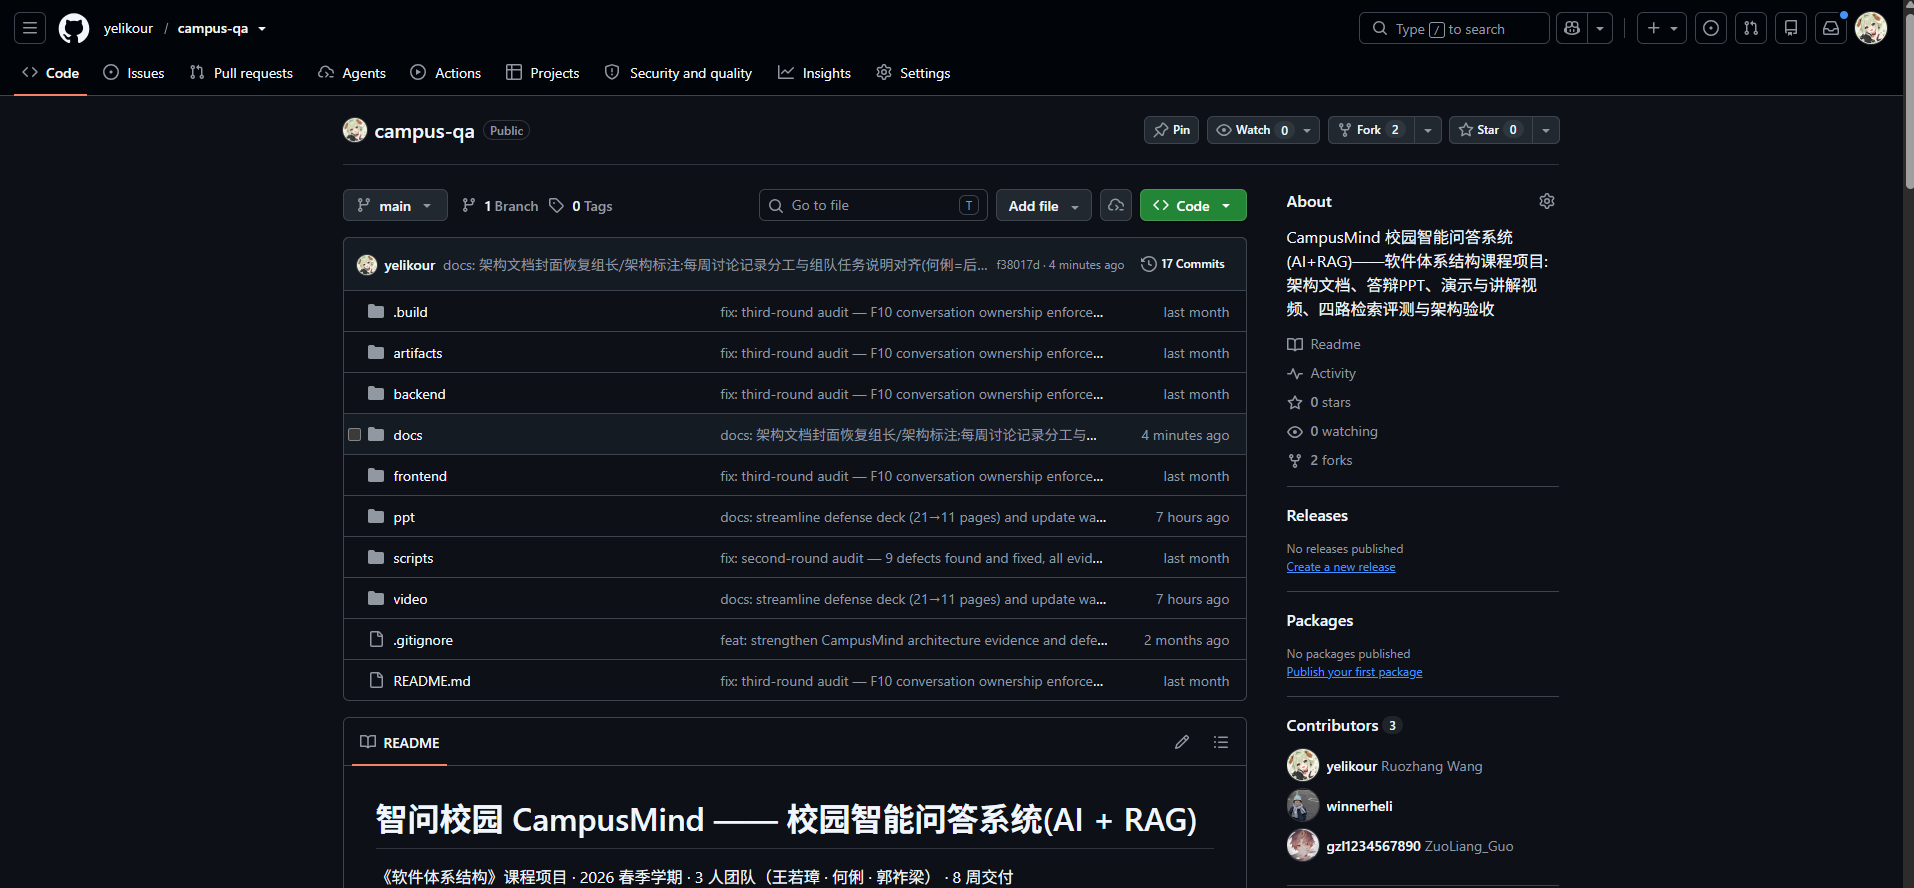 yelikour / campus-qa
Type / to search
Code
Issues
Pull requests
Agents
Actions
Projects
Security and quality
Insights
Settings
campus-qa Public
Pin
Watch 0
Fork 2
Star 0
main
1 Branch
0 Tags
Go to file T
Add file
Code
yelikour docs: 架构文档封面恢复组长/架构标注;每周讨论记录分工与组队任务说明对齐(何俐=后... f38017d · 4 minutes ago 17 Commits
.build fix: third-round audit — F10 conversation ownership enforce... last month
artifacts fix: third-round audit — F10 conversation ownership enforce... last month
backend fix: third-round audit — F10 conversation ownership enforce... last month
docs docs: 架构文档封面恢复组长/架构标注;每周讨论记录分工与... 4 minutes ago
frontend fix: third-round audit — F10 conversation ownership enforce... last month
ppt docs: streamline defense deck (21→11 pages) and update wa... 7 hours ago
scripts fix: second-round audit — 9 defects found and fixed, all evid... last month
video docs: streamline defense deck (21→11 pages) and update wa... 7 hours ago
.gitignore feat: strengthen CampusMind architecture evidence and defe... 2 months ago
README.md fix: third-round audit — F10 conversation ownership enforce... last month
README
智问校园 CampusMind —— 校园智能问答系统(AI + RAG)
《软件体系结构》课程项目 · 2026 春季学期 · 3 人团队（王若璋 · 何俐 · 郭祚梁） · 8 周交付
About
CampusMind 校园智能问答系统
(AI+RAG)——软件体系结构课程项目:
架构文档、答辩PPT、演示与讲解视
频、四路检索评测与架构验收
Readme
Activity
0 stars
0 watching
2 forks
Releases
No releases published
Create a new release
Packages
No packages published
Publish your first package
Contributors 3
yelikour Ruozhang Wang
winnerheli
gzl1234567890 ZuoLiang_Guo